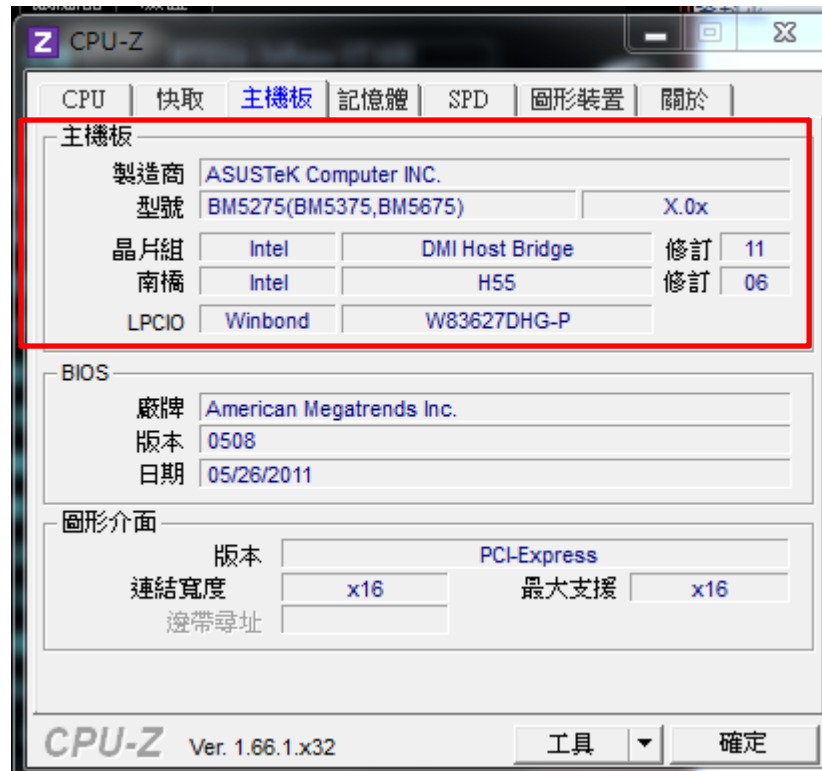 Z CPU-Z
CPU 快取 主機板 記憶體 SPD 圖形裝置 關於
主機板
製造商 ASUSTeK Computer INC.
型號 BM5275(BM5375,BM5675) X.0x
晶片組 Intel DMI Host Bridge 修訂 11
南橋 Intel H55 修訂 06
LPCIO Winbond W83627DHG-P
BIOS
廠牌 American Megatrends Inc.
版本 0508
日期 05/26/2011
圖形介面
版本 PCI-Express
連結寬度 x16 最大支援 x16
邊帶尋址
CPU-Z Ver. 1.66.1.x32 工具 確定